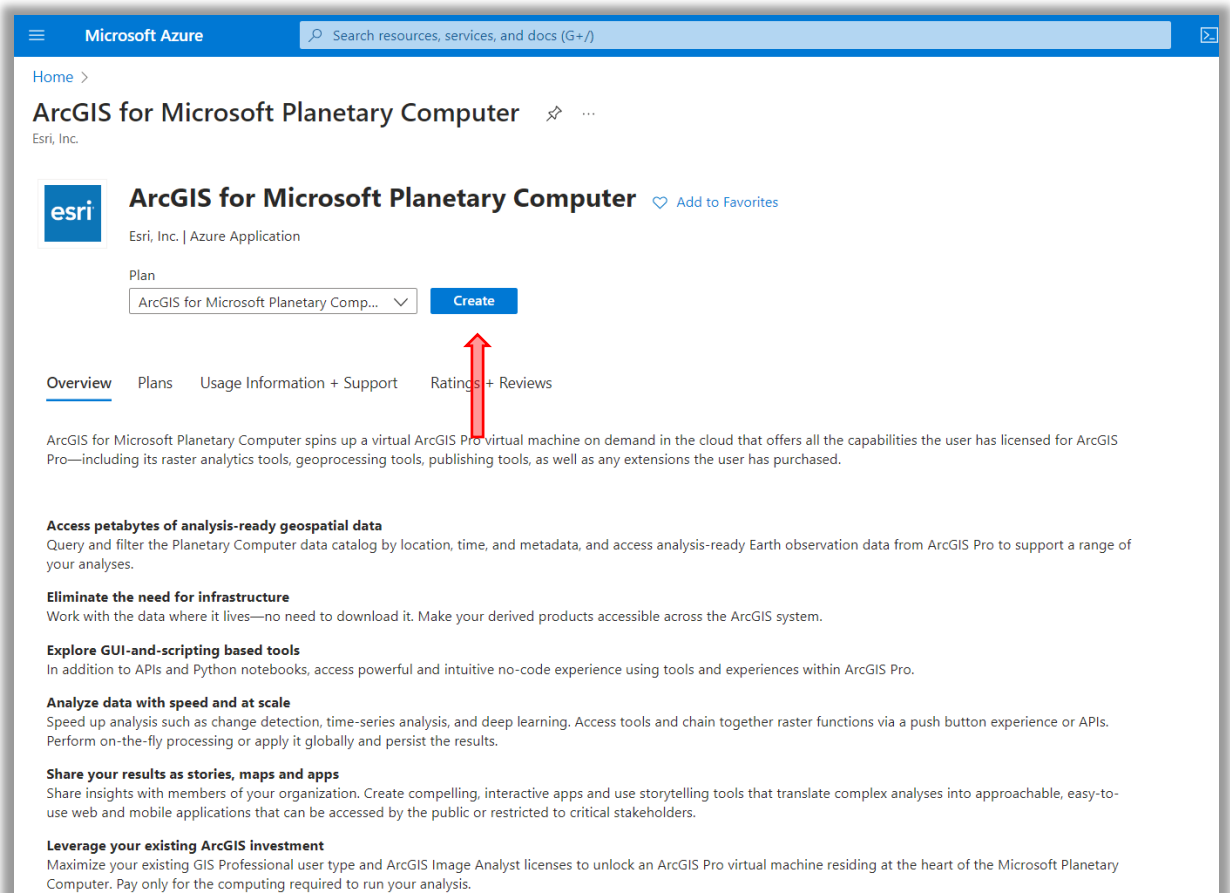 Microsoft Azure
Search resources, services, and docs (G+/)
Home >
ArcGIS for Microsoft Planetary Computer ...
Esri, Inc.
esri
ArcGIS for Microsoft Planetary Computer
Add to Favorites
Esri, Inc. | Azure Application
Plan
ArcGIS for Microsoft Planetary Comp...
Create
Overview
Plans
Usage Information + Support
Ratings + Reviews
ArcGIS for Microsoft Planetary Computer spins up a virtual ArcGIS Pro virtual machine on demand in the cloud that offers all the capabilities the user has licensed for ArcGIS
Pro—including its raster analytics tools, geoprocessing tools, publishing tools, as well as any extensions the user has purchased.
Access petabytes of analysis-ready geospatial data
Query and filter the Planetary Computer data catalog by location, time, and metadata, and access analysis-ready Earth observation data from ArcGIS Pro to support a range of
your analyses.
Eliminate the need for infrastructure
Work with the data where it lives—no need to download it. Make your derived products accessible across the ArcGIS system.
Explore GUI-and-scripting based tools
In addition to APIs and Python notebooks, access powerful and intuitive no-code experience using tools and experiences within ArcGIS Pro.
Analyze data with speed and at scale
Speed up analysis such as change detection, time-series analysis, and deep learning. Access tools and chain together raster functions via a push button experience or APIs.
Perform on-the-fly processing or apply it globally and persist the results.
Share your results as stories, maps and apps
Share insights with members of your organization. Create compelling, interactive apps and use storytelling tools that translate complex analyses into approachable, easy-to-
use web and mobile applications that can be accessed by the public or restricted to critical stakeholders.
Leverage your existing ArcGIS investment
Maximize your existing GIS Professional user type and ArcGIS Image Analyst licenses to unlock an ArcGIS Pro virtual machine residing at the heart of the Microsoft Planetary
Computer. Pay only for the computing required to run your analysis.